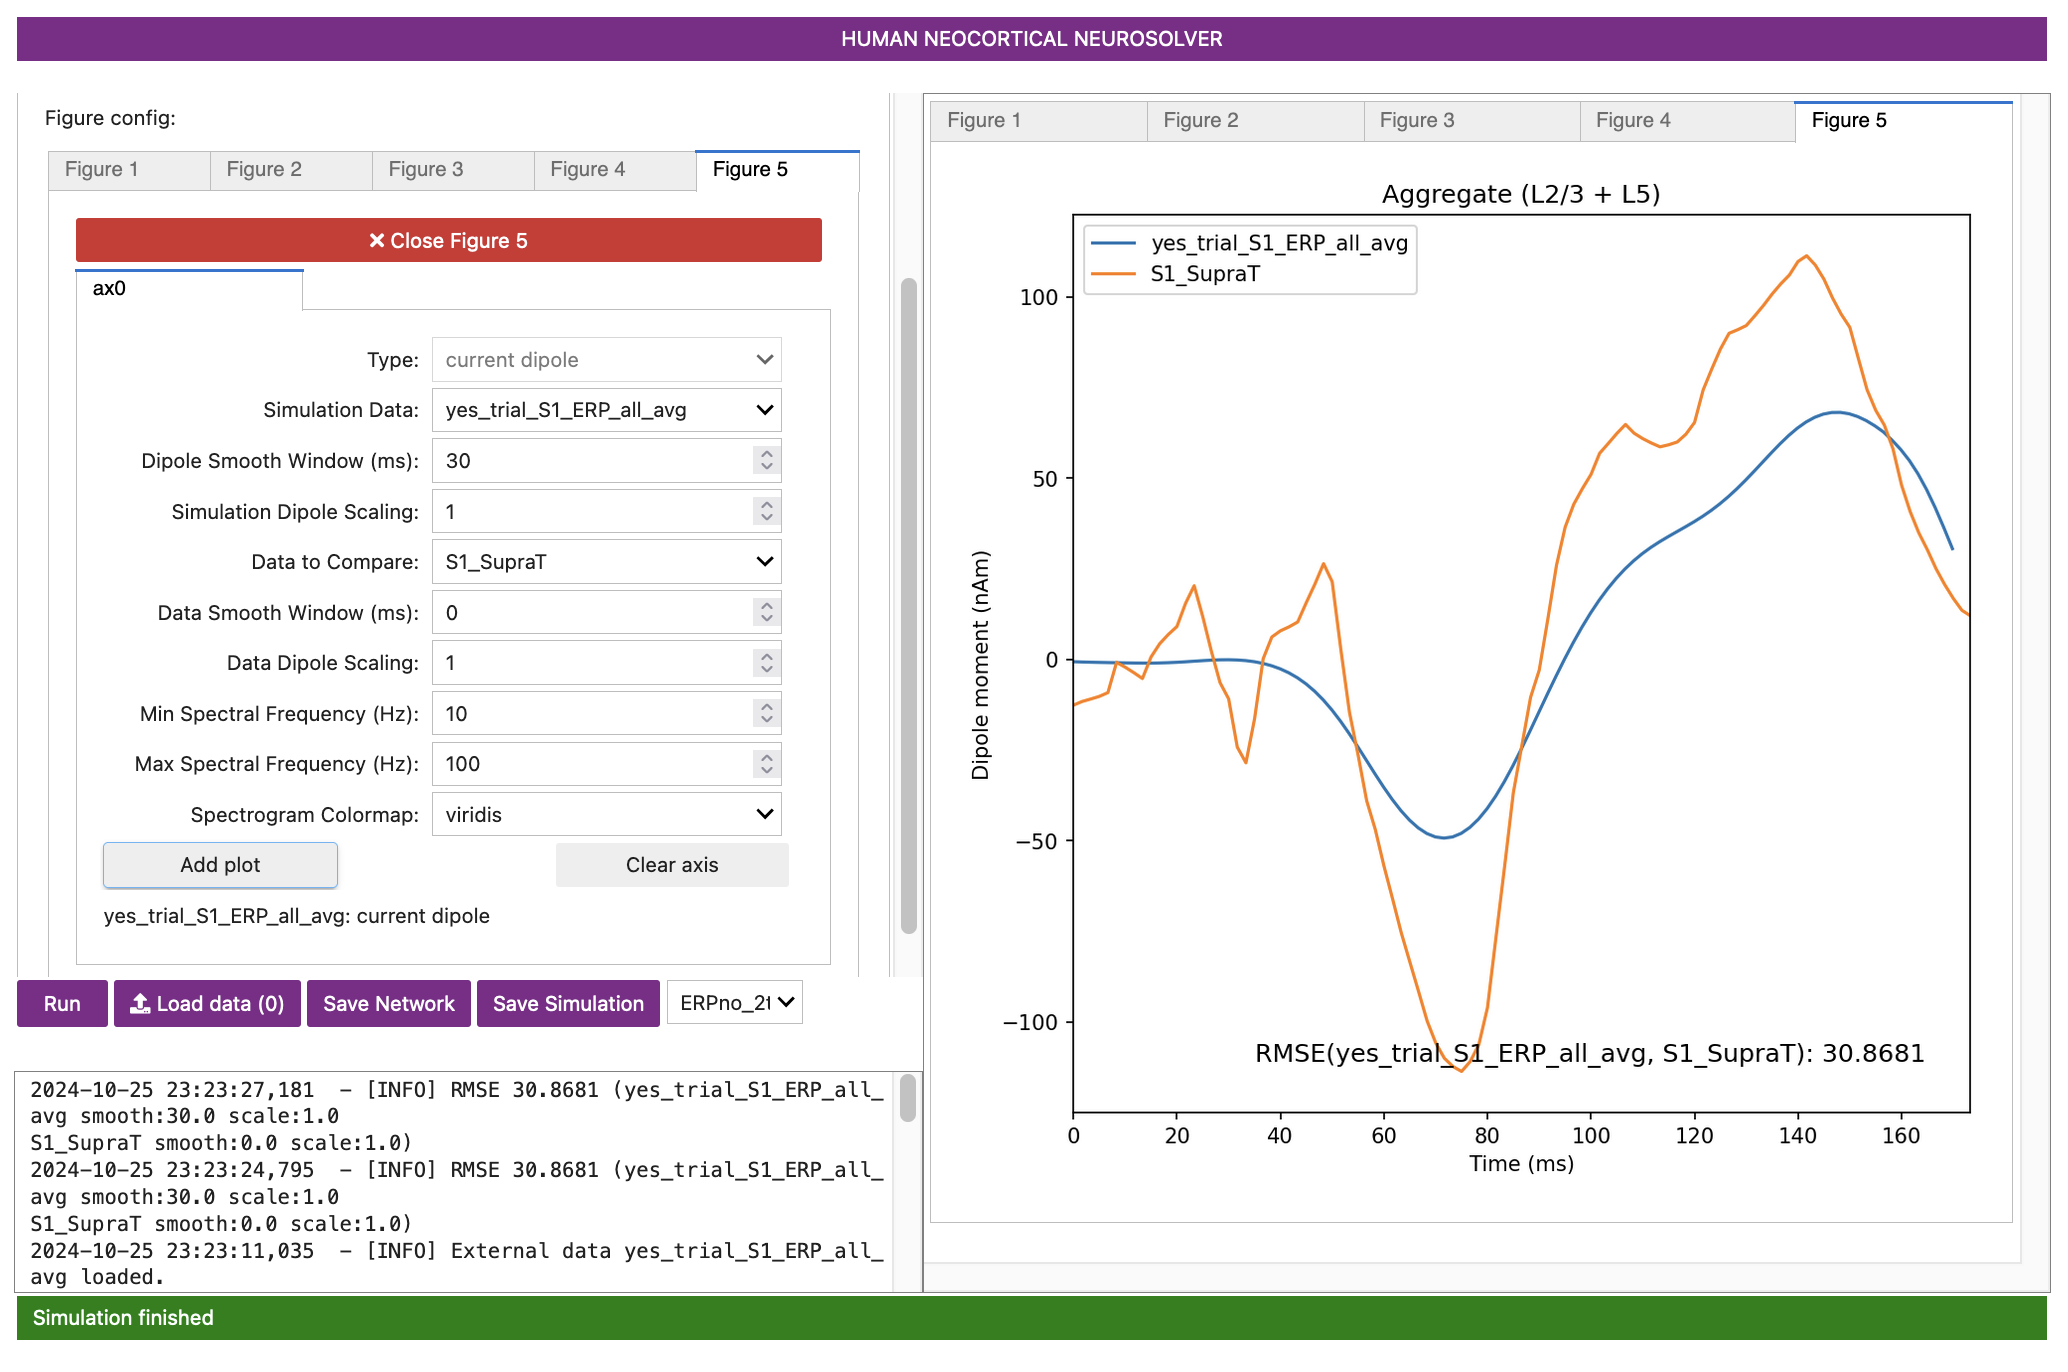 HUMAN NEOCORTICAL NEUROSOLVER
Figure config:
Figure 1
Figure 2
Figure 3
Figure 4
Figure 5
Close Figure 5
ax0
Type: current dipole
Simulation Data: yes_trial_S1_ERP_all_avg
Dipole Smooth Window (ms): 30
Simulation Dipole Scaling: 1
Data to Compare: S1_SupraT
Data Smooth Window (ms): 0
Data Dipole Scaling: 1
Min Spectral Frequency (Hz): 10
Max Spectral Frequency (Hz): 100
Spectrogram Colormap: viridis
Add plot
Clear axis
yes_trial_S1_ERP_all_avg: current dipole
Run
Load data (0)
Save Network
Save Simulation
ERPno_2t
2024-10-25 23:23:27,181 - [INFO] RMSE 30.8681 (yes_trial_S1_ERP_all_
avg smooth:30.0 scale:1.0
S1_SupraT smooth:0.0 scale:1.0)
2024-10-25 23:23:24,795 - [INFO] RMSE 30.8681 (yes_trial_S1_ERP_all_
avg smooth:30.0 scale:1.0
S1_SupraT smooth:0.0 scale:1.0)
2024-10-25 23:23:11,035 - [INFO] External data yes_trial_S1_ERP_all_
avg loaded.
Figure 1
Figure 2
Figure 3
Figure 4
Figure 5
Aggregate (L2/3 + L5)
yes_trial_S1_ERP_all_avg
S1_SupraT
Dipole moment (nAm)
100
50
0
−50
−100
RMSE(yes_trial_S1_ERP_all_avg, S1_SupraT): 30.8681
0 20 40 60 80 100 120 140 160
Time (ms)
Simulation finished